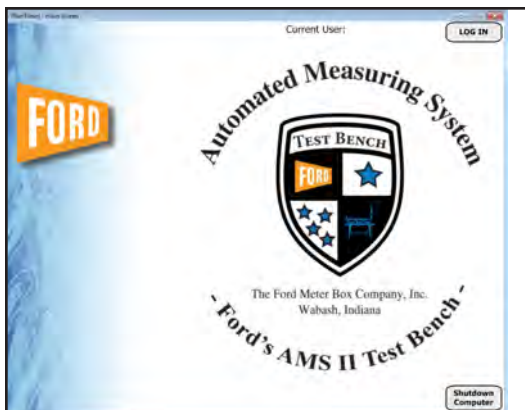 Current User:
LOG IN
Automated Measuring System
FORD
TEST BENCH
FORD
The Ford Meter Box Company, Inc.
Wabash, Indiana
- Ford's AMS II Test Bench -
Shutdown
Computer